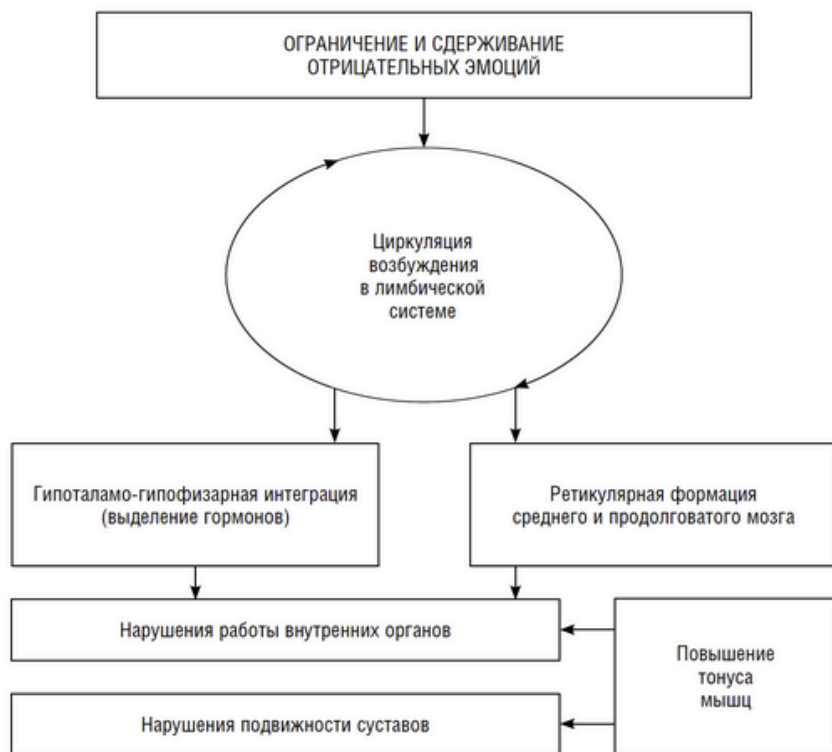 ОГРАНИЧЕНИЕ И СДЕРЖИВАНИЕ
ОТРИЦАТЕЛЬНЫХ ЭМОЦИЙ
Циркуляция
возбуждения
в лимбической
системе
Гипоталамо-гипофизарная интеграция
(выделение гормонов)
Ретикулярная формация
среднего и продолговатого мозга
Нарушения работы внутренних органов
Повышение
тонуса
мышц
Нарушения подвижности суставов